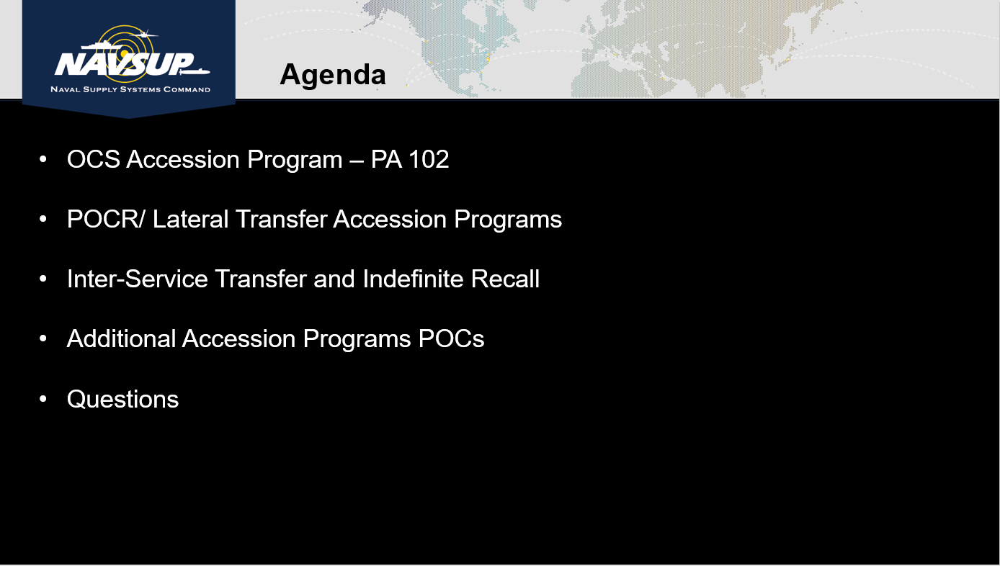 NAVSUP
NAVAL SUPPLY SYSTEMS COMMAND
Agenda
• OCS Accession Program – PA 102
• POCR/ Lateral Transfer Accession Programs
• Inter-Service Transfer and Indefinite Recall
• Additional Accession Programs POCs
• Questions